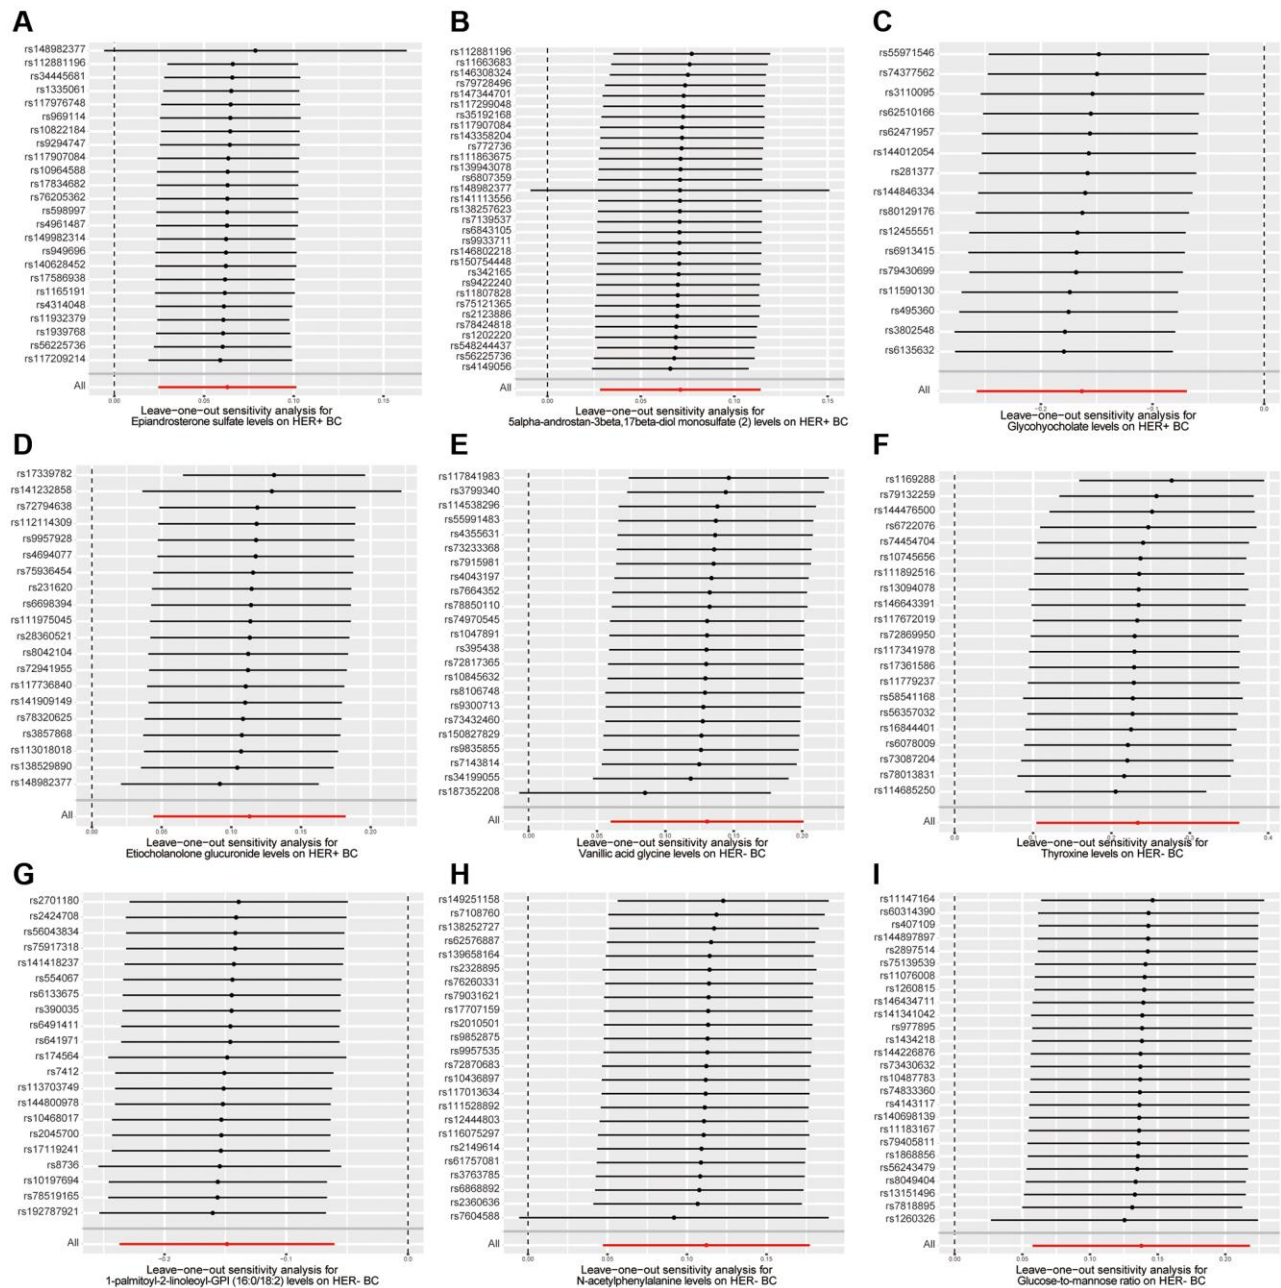 A
rs148982377
rs112881196
rs34445681
rs1335061
rs117976748
rs969114
rs10822184
rs9294747
rs117907084
rs10964588
rs17834682
rs76205362
rs598997
rs4961487
rs149982314
rs949696
rs140628452
rs17586938
rs1165191
rs4314048
rs11932379
rs1939768
rs56225736
rs117209214
All
0.00 0.05 0.10 0.15
Leave-one-out sensitivity analysis for
Epiandrosterone sulfate levels on HER+ BC
B
rs112881196
rs11663683
rs146308324
rs79728496
rs147344701
rs117299048
rs35192168
rs117907084
rs143358204
rs772736
rs111863675
rs139943078
rs6807359
rs148982377
rs141113556
rs138257623
rs7139537
rs6843105
rs9933711
rs146802218
rs150754448
rs342165
rs9422240
rs11807828
rs75121365
rs2123886
rs78424818
rs1202220
rs548244437
rs56225736
rs4149056
All
0.00 0.05 0.10 0.15
Leave-one-out sensitivity analysis for
5alpha-androstan-3beta,17beta-diol monosulfate (2) levels on HER+ BC
C
rs55971546
rs74377562
rs3110095
rs62510166
rs62471957
rs144012054
rs281377
rs144846334
rs80129176
rs12455551
rs6913415
rs79430699
rs11590130
rs495360
rs3802548
rs6135632
All
-0.2 -0.1 0.0
Leave-one-out sensitivity analysis for
Glycohyocholate levels on HER+ BC
D
rs17339782
rs141232858
rs72794638
rs112114309
rs9957928
rs4694077
rs75936454
rs231620
rs6698394
rs111975045
rs28360521
rs8042104
rs72941955
rs117736840
rs141909149
rs78320625
rs3857868
rs113018018
rs138529890
rs148982377
All
0.00 0.05 0.10 0.15 0.20
Leave-one-out sensitivity analysis for
Etiocholanolone glucuronide levels on HER+ BC
E
rs117841983
rs3799340
rs114538296
rs55991483
rs4355631
rs73233368
rs7915981
rs4043197
rs7664352
rs78850110
rs74970545
rs1047891
rs395438
rs72817365
rs10845632
rs8106748
rs9300713
rs73432460
rs150827829
rs9835855
rs7143814
rs34199055
rs187352208
All
0.00 0.05 0.10 0.15 0.20
Leave-one-out sensitivity analysis for
Vanillic acid glycine levels on HER- BC
F
rs1169288
rs79132259
rs144476500
rs6722076
rs74454704
rs10745656
rs111892516
rs13094078
rs146643391
rs117672019
rs72869950
rs117341978
rs17361586
rs11779237
rs58541168
rs56357032
rs16844401
rs6078009
rs73087204
rs78013831
rs114685250
All
0.0 0.1 0.2 0.3 0.4
Leave-one-out sensitivity analysis for
Thyroxine levels on HER- BC
G
rs2701180
rs2424708
rs56043834
rs75917318
rs141418237
rs554067
rs6133675
rs390035
rs6491411
rs641971
rs174564
rs7412
rs113703749
rs144800978
rs10468017
rs2045700
rs17119241
rs8736
rs10197694
rs78519165
rs192787921
All
-0.2 -0.1 0.0
Leave-one-out sensitivity analysis for
1-palmitoyl-2-linoleoyl-GPI (16:0/18:2) levels on HER- BC
H
rs149251158
rs7108760
rs138252727
rs62576887
rs139658164
rs2328895
rs76260331
rs79031621
rs17707159
rs2010501
rs9852875
rs9957535
rs72870683
rs10436897
rs117013634
rs111528892
rs12444803
rs116075297
rs2149614
rs61757081
rs3763785
rs6868892
rs2360636
rs7604588
All
0.00 0.05 0.10 0.15
Leave-one-out sensitivity analysis for
N-acetylphenylalanine levels on HER- BC
I
rs11147164
rs60314390
rs407109
rs144897897
rs2897514
rs75139539
rs11076008
rs1260815
rs146434711
rs141341042
rs977895
rs1434218
rs144226876
rs73430632
rs10487783
rs74833360
rs4143117
rs140698139
rs11183167
rs79405811
rs1868856
rs56243479
rs8049404
rs13151496
rs7818895
rs1260326
All
0.00 0.05 0.10 0.15 0.20
Leave-one-out sensitivity analysis for
Glucose-to-mannose ratio on HER- BC